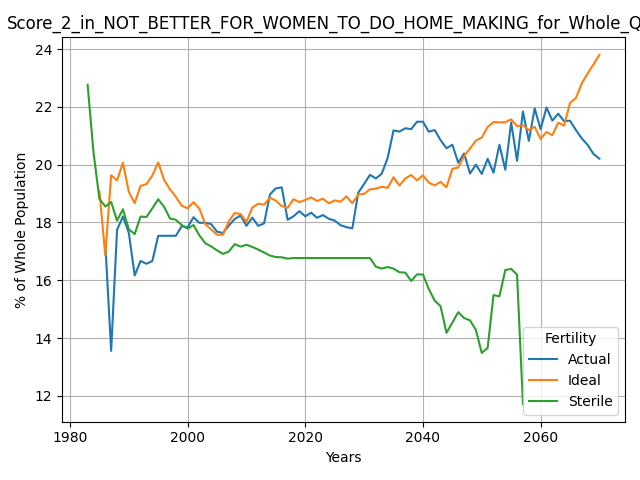 Score_2_in_NOT_BETTER_FOR_WOMEN_TO_DO_HOME_MAKING_for_Whole_Q
24
22
20
18
16
14
12
% of Whole Population
1980
2000
2020
2040
2060
Years
Fertility
Actual
Ideal
Sterile